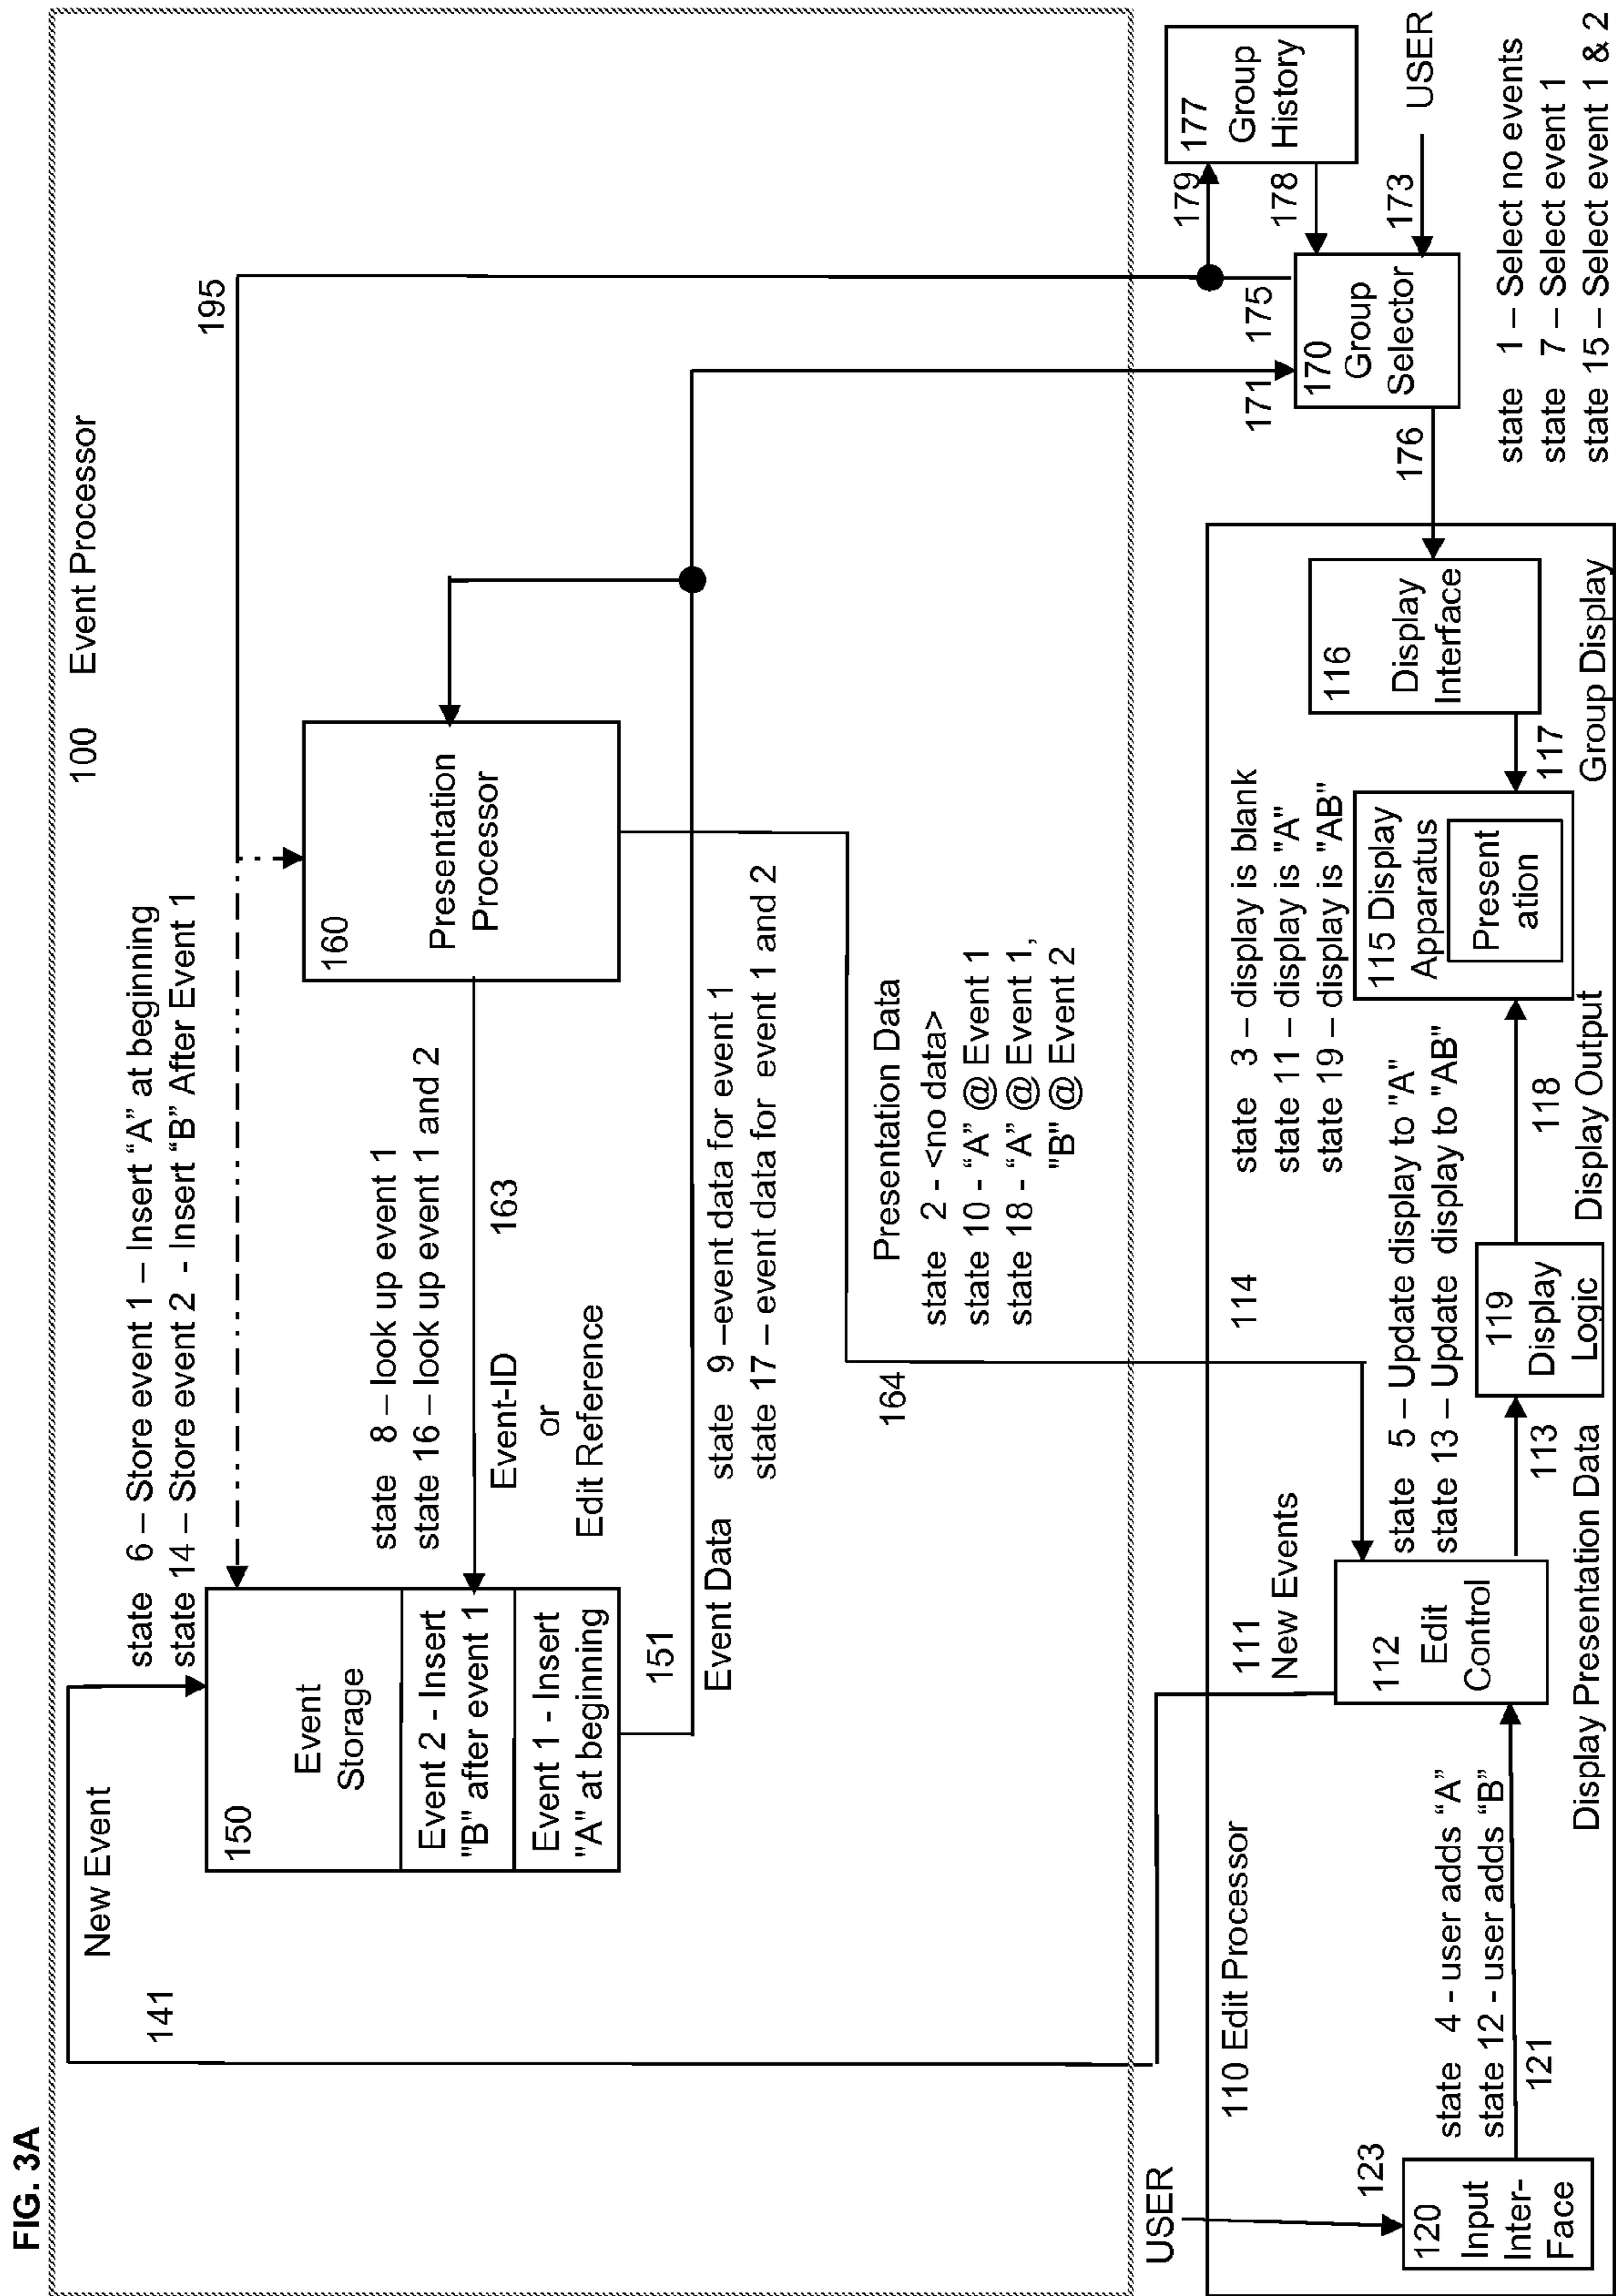 FIG. 3A
100 Event Processor
New Event
141
state 6 – Store event 1 – Insert “A” at beginning
state 14 – Store event 2 - Insert “B” After Event 1
195
150
Event
Storage
Event 2 - Insert
"B" after event 1
Event 1 - Insert
"A" at beginning
state 8 – look up event 1
state 16 – look up event 1 and 2
163
Event-ID
or
Edit Reference
160
Presentation
Processor
151
Event Data
state 9 –event data for event 1
state 17 – event data for event 1 and 2
164
Presentation Data
state 2 - <no data>
state 10 - “A” @ Event 1
state 18 - “A” @ Event 1,
"B" @ Event 2
171
175
170
Group
Selector
179
178
177
Group
History
173
USER
176
state 1 – Select no events
state 7 – Select event 1
state 15 – Select event 1 & 2
USER
123
110 Edit Processor
111
New Events
114
120
Input
Inter-
Face
state 4 - user adds “A”
state 12 - user adds “B”
121
112
Edit
Control
state 5 – Update display to "A"
state 13 – Update display to "AB"
113
Display Presentation Data
119
Display
Logic
118
Display Output
state 3 – display is blank
state 11 – display is "A"
state 19 – display is "AB"
115 Display
Apparatus
Present
ation
117
Group Display
116
Display
Interface